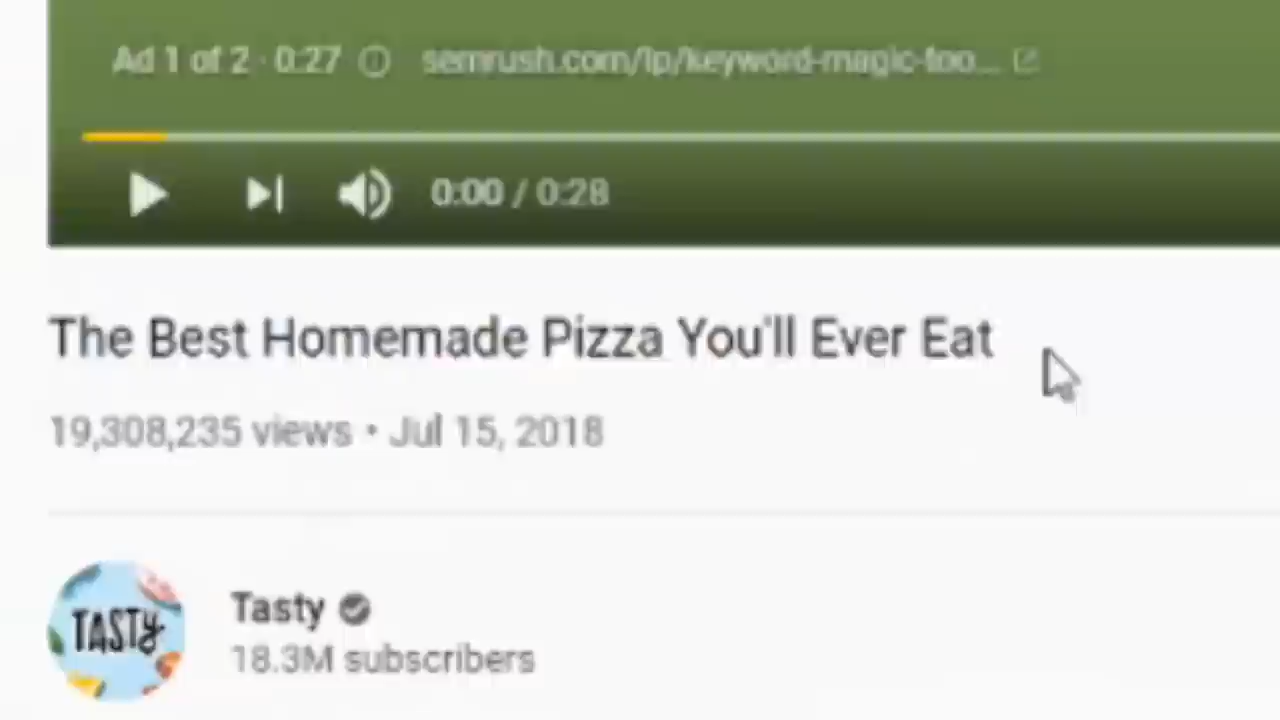 Ad 1 of 2 · 0:27 semrush.com/lp/keyword-magic-too...
0:00 / 0:28
The Best Homemade Pizza You'll Ever Eat
19,308,235 views • Jul 15, 2018
TASTY
Tasty
18.3M subscribers